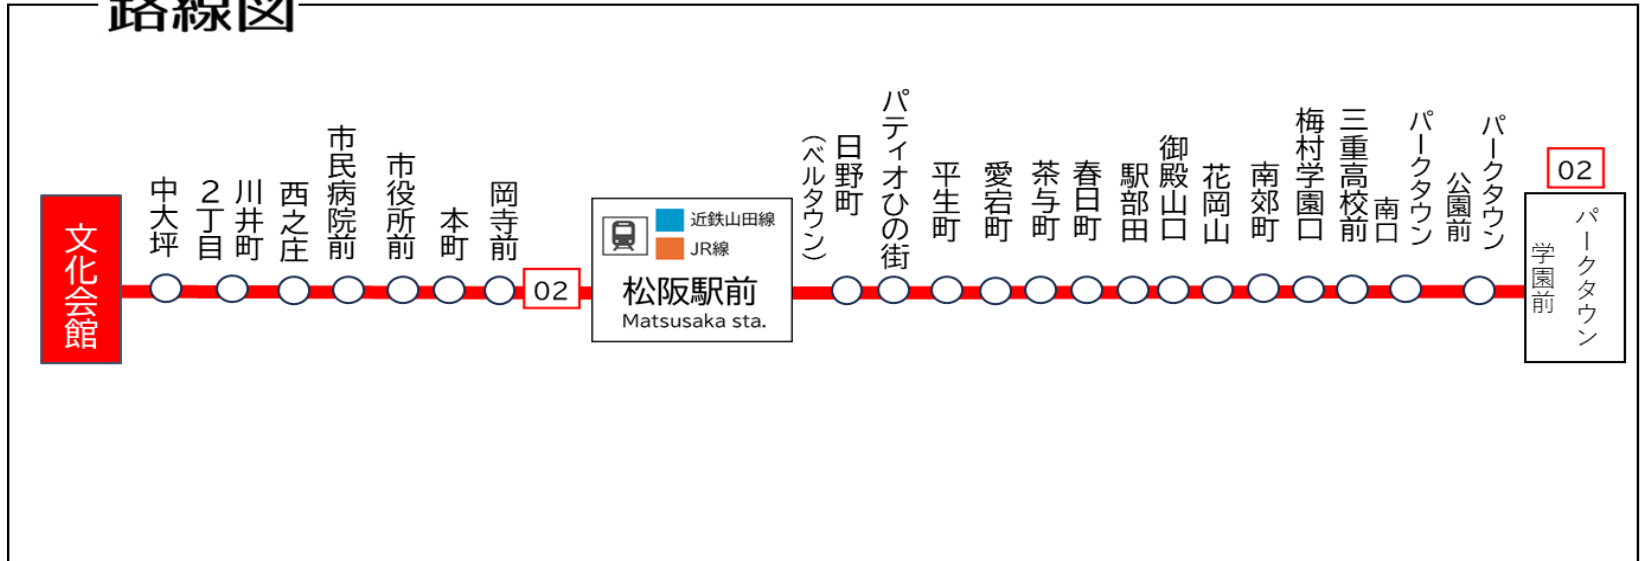 路線図
文化会館
中大坪
川井町
2丁目
西之庄
市民病院前
市役所前
本町
岡寺前
02
近鉄山田線
JR線
松阪駅前
Matsusaka sta.
日野町
(ベルタウン)
パティオひの街
平生町
愛宕町
茶与町
春日町
駅部田
御殿山口
花岡山
南郊町
梅村学園口
三重高校前
パークタウン
南口
パークタウン
公園前
02
パークタウン
学園前